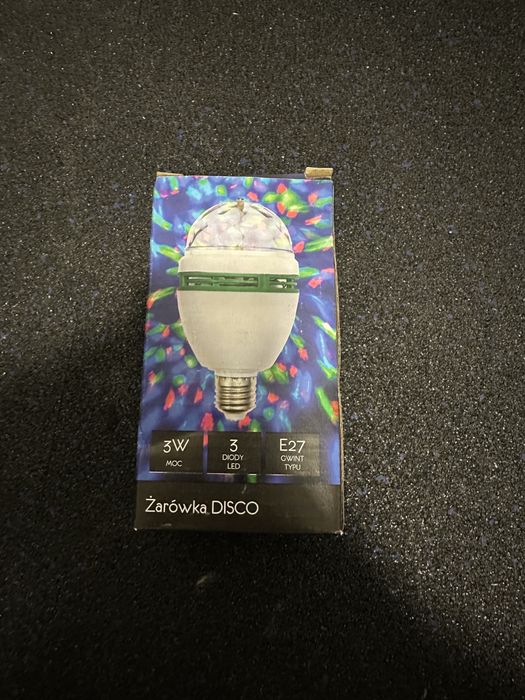 3W
MOC
3
DIODY
LED
E27
GWINT
TYPU
Żarówka DISCO